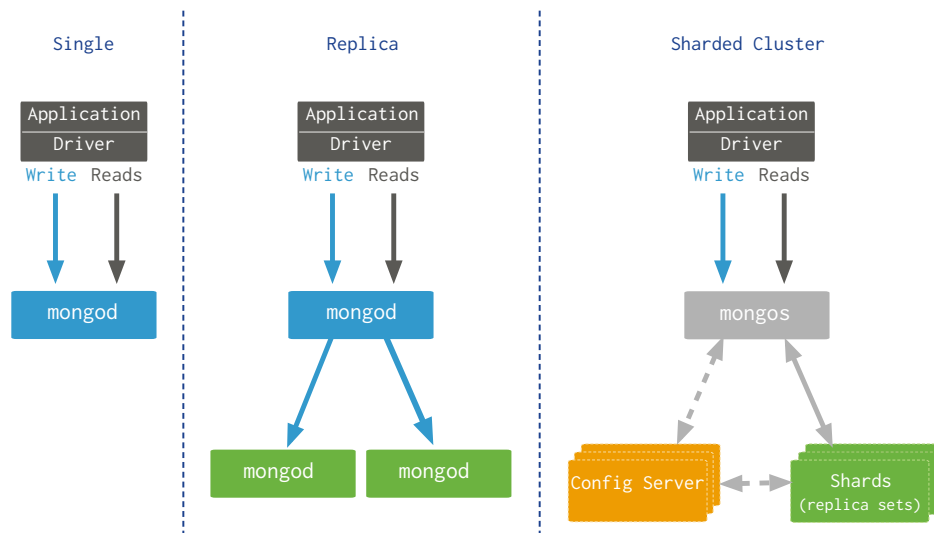 Single
Application
Driver
Write Reads
mongod
Replica
Application
Driver
Write Reads
mongod
mongod mongod
Sharded Cluster
Application
Driver
Write Reads
mongos
Config Server
Shards
(replica sets)